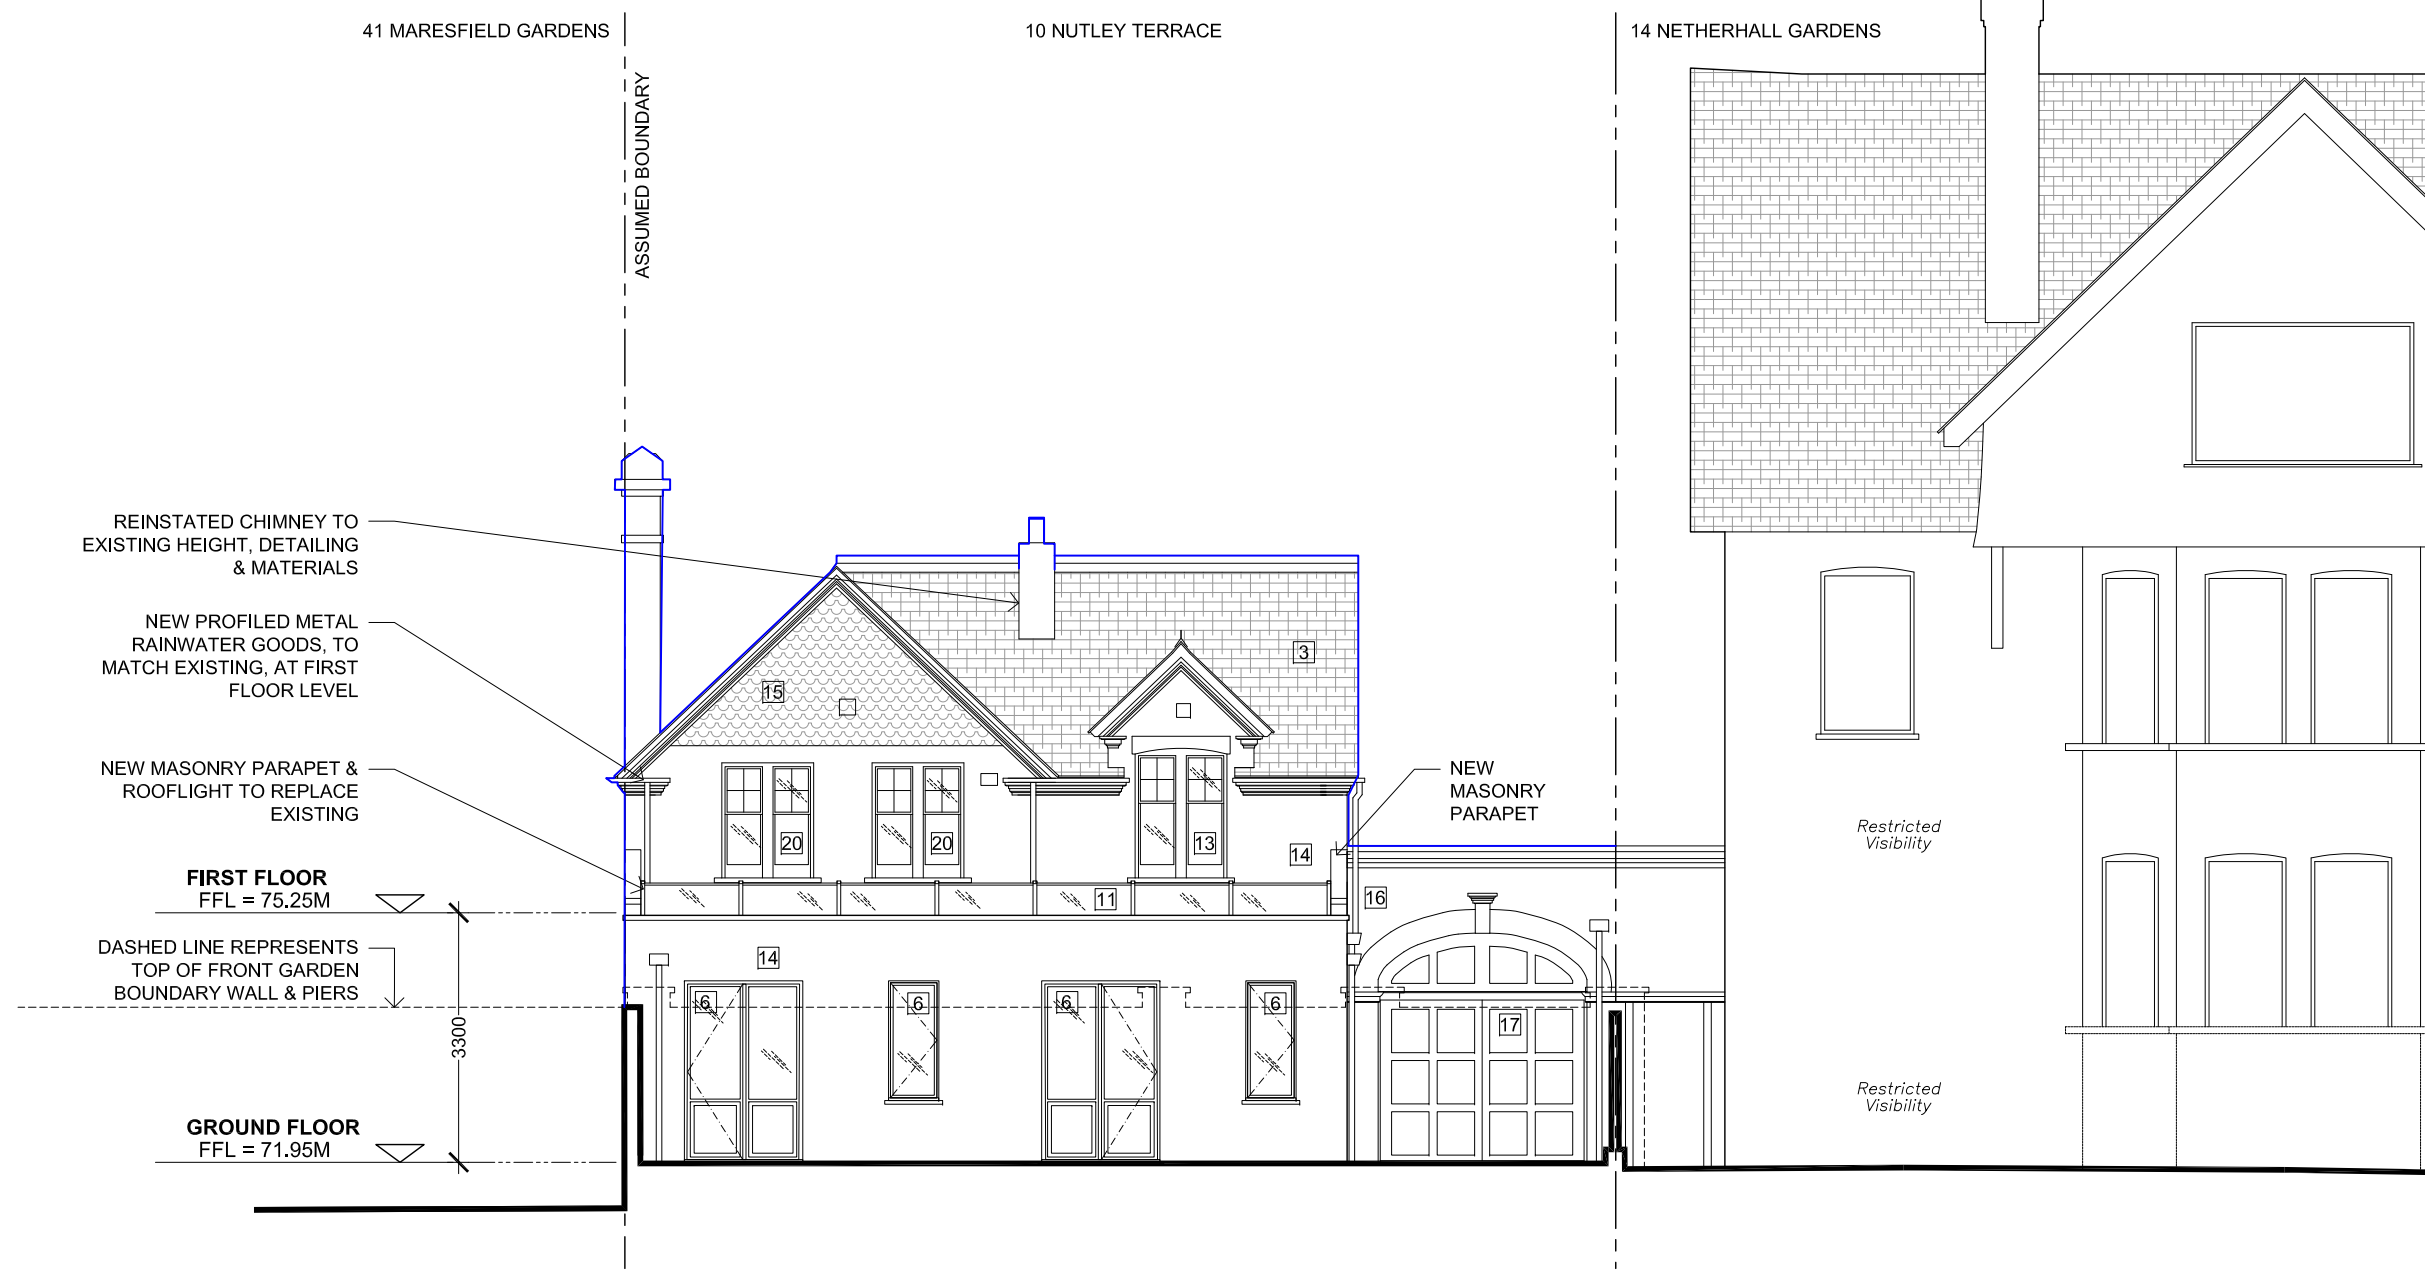 41 MARESFIELD GARDENS
10 NUTLEY TERRACE
14 NETHERHALL GARDENS
ASSUMED BOUNDARY
REINSTATED CHIMNEY TO
EXISTING HEIGHT, DETAILING
& MATERIALS
NEW PROFILED METAL
RAINWATER GOODS, TO
MATCH EXISTING, AT FIRST
FLOOR LEVEL
NEW MASONRY PARAPET &
ROOFLIGHT TO REPLACE
EXISTING
FIRST FLOOR
FFL = 75.25M
DASHED LINE REPRESENTS
TOP OF FRONT GARDEN
BOUNDARY WALL & PIERS
3300
GROUND FLOOR
FFL = 71.95M
3
15
20
20
13
14
11
16
14
6
6
6
6
17
NEW
MASONRY
PARAPET
Restricted
Visibility
Restricted
Visibility